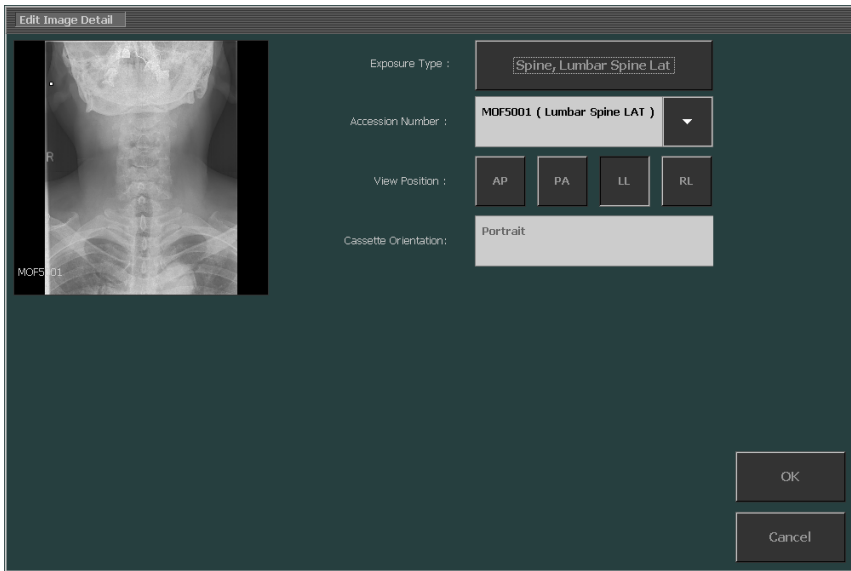 Edit Image Detail
Exposure Type :
Spine, Lumbar Spine Lat
Accession Number :
MOF5001 ( Lumbar Spine LAT )
R
View Position :
AP
PA
LL
RL
Cassette Orientation:
Portrait
MOF5001
OK
Cancel